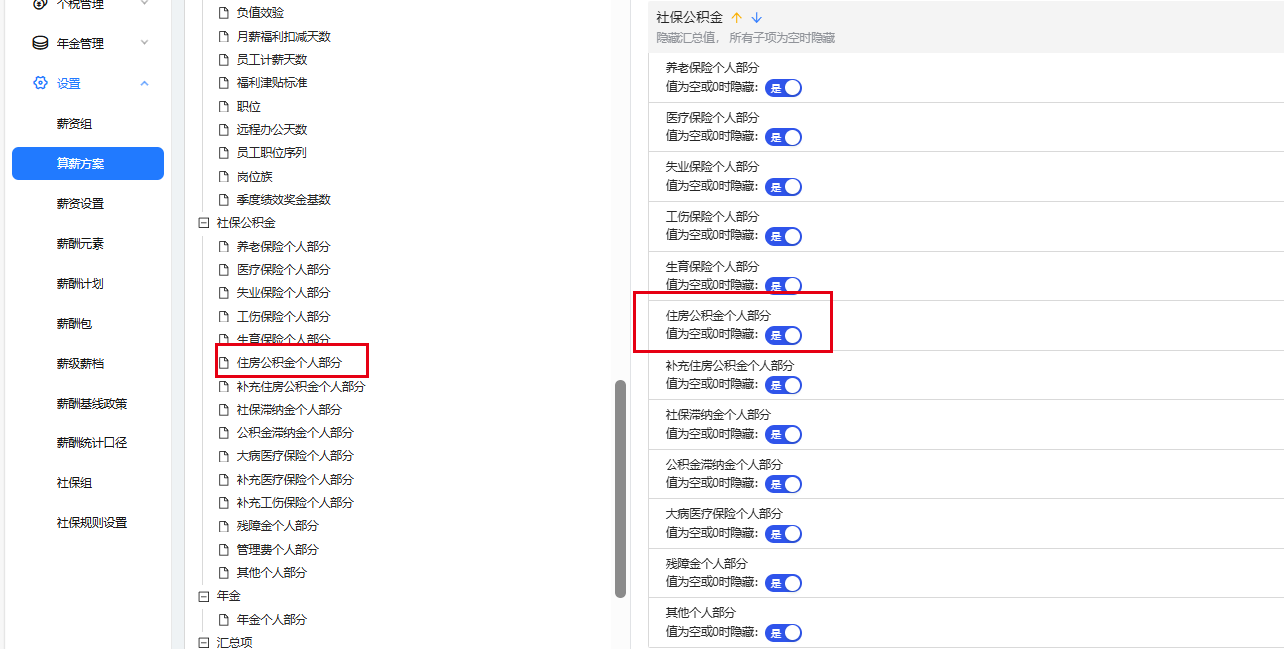 个税管理
年金管理
设置
薪资组
算薪方案
薪资设置
薪酬元素
薪酬计划
薪酬包
薪级薪档
薪酬基线政策
薪酬统计口径
社保组
社保规则设置
负值效验
月薪福利扣减天数
员工计薪天数
福利津贴标准
职位
远程办公天数
员工职位序列
岗位族
季度绩效奖金基数
社保公积金
养老保险个人部分
医疗保险个人部分
失业保险个人部分
工伤保险个人部分
生育保险个人部分
住房公积金个人部分
补充住房公积金个人部分
社保滞纳金个人部分
公积金滞纳金个人部分
大病医疗保险个人部分
补充医疗保险个人部分
补充工伤保险个人部分
残障金个人部分
管理费个人部分
其他个人部分
年金
年金个人部分
汇总项
社保公积金
隐藏汇总值， 所有子项为空时隐藏
养老保险个人部分
值为空或0时隐藏: 是
医疗保险个人部分
值为空或0时隐藏: 是
失业保险个人部分
值为空或0时隐藏: 是
工伤保险个人部分
值为空或0时隐藏: 是
生育保险个人部分
值为空或0时隐藏: 是
住房公积金个人部分
值为空或0时隐藏: 是
补充住房公积金个人部分
值为空或0时隐藏: 是
社保滞纳金个人部分
值为空或0时隐藏: 是
公积金滞纳金个人部分
值为空或0时隐藏: 是
大病医疗保险个人部分
值为空或0时隐藏: 是
残障金个人部分
值为空或0时隐藏: 是
其他个人部分
值为空或0时隐藏: 是